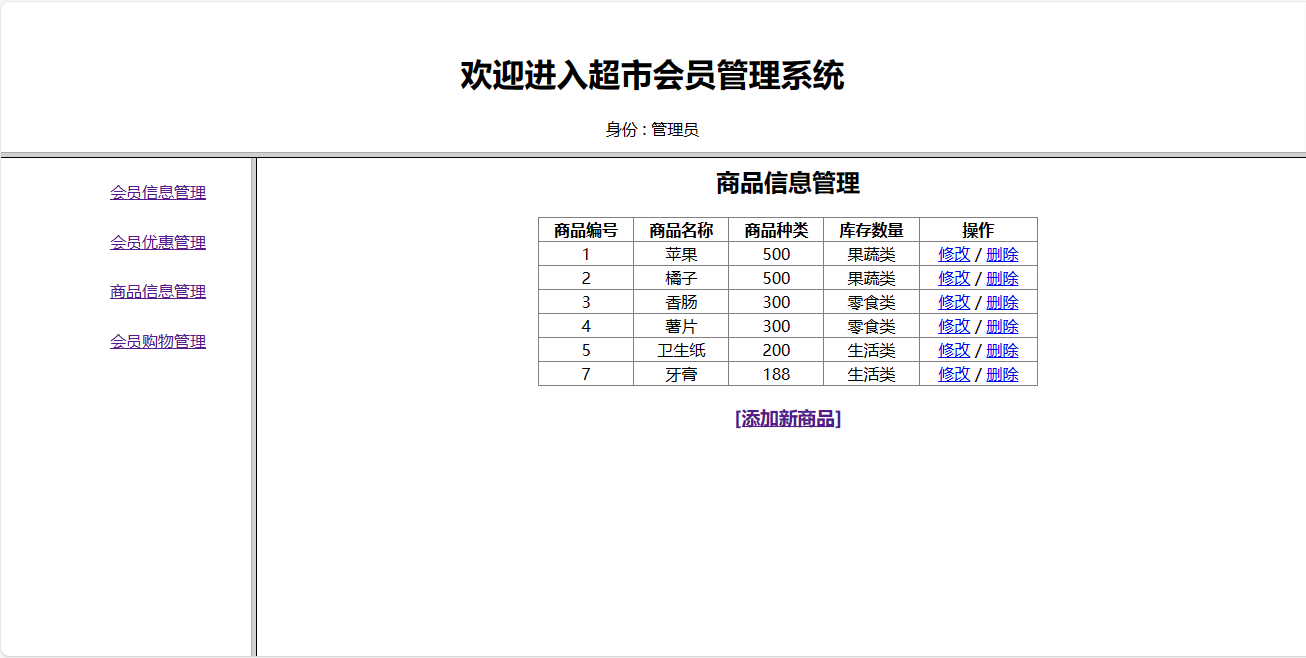 欢迎进入超市会员管理系统
身份 : 管理员
会员信息管理
会员优惠管理
商品信息管理
会员购物管理
商品信息管理
商品编号 商品名称 商品种类 库存数量 操作
1 苹果 500 果蔬类 修改 / 删除
2 橘子 500 果蔬类 修改 / 删除
3 香肠 300 零食类 修改 / 删除
4 薯片 300 零食类 修改 / 删除
5 卫生纸 200 生活类 修改 / 删除
7 牙膏 188 生活类 修改 / 删除
[添加新商品]